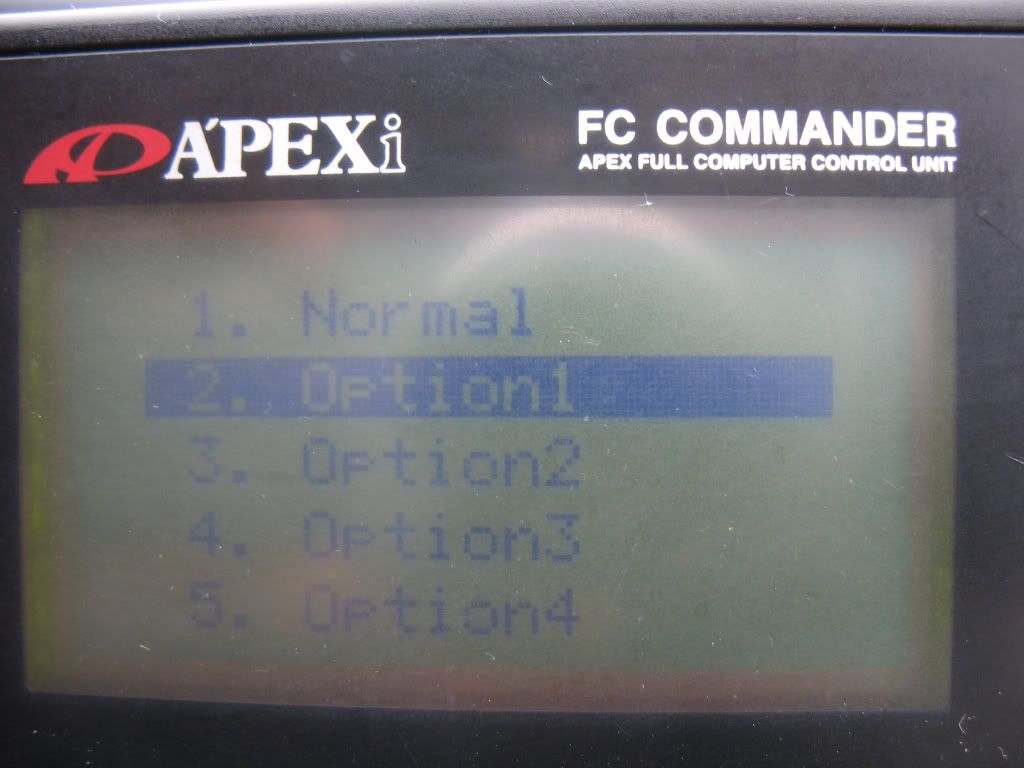 A'PEXi
FC COMMANDER
APEX FULL COMPUTER CONTROL UNIT
1. Normal
2. Option1
3. Option2
4. Option3
5. Option4